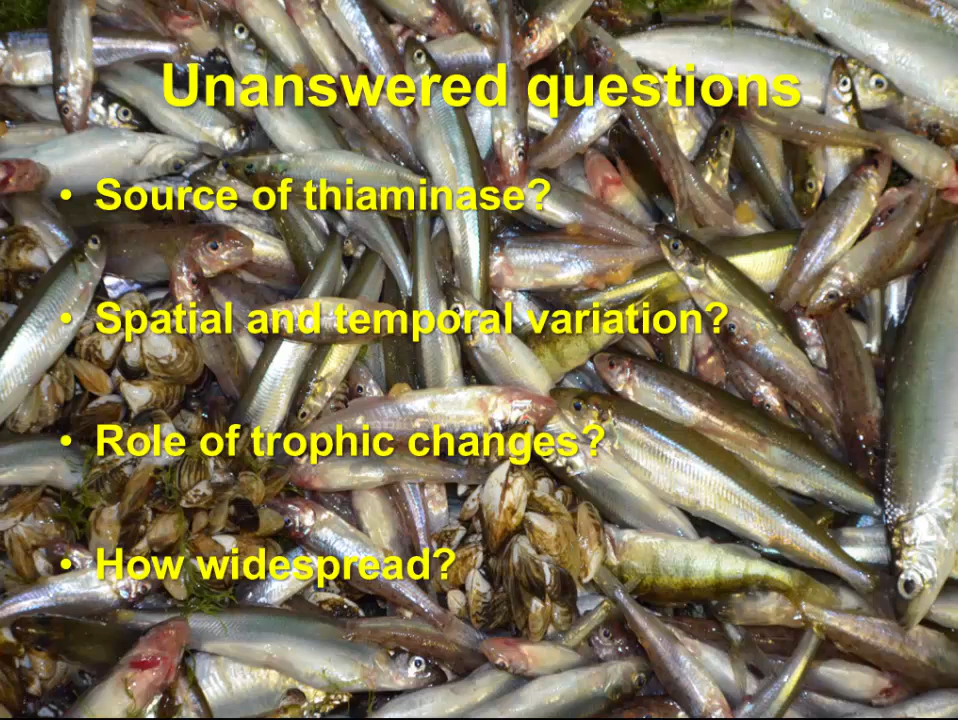 Unanswered questions
• Source of thiaminase?
• Spatial and temporal variation?
• Role of trophic changes?
• How widespread?